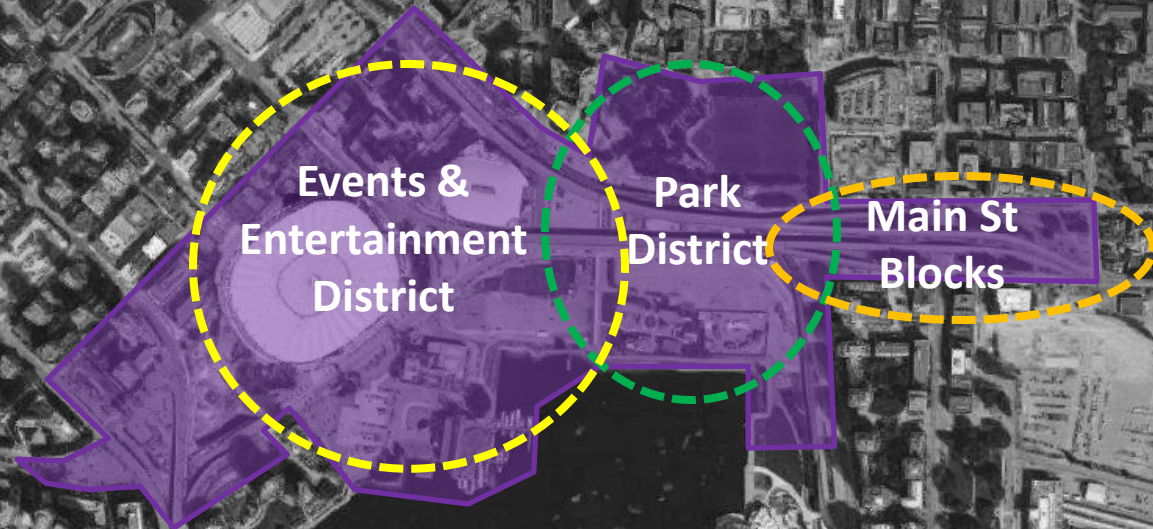 Events &
Entertainment
District
Park
District
Main St
Blocks